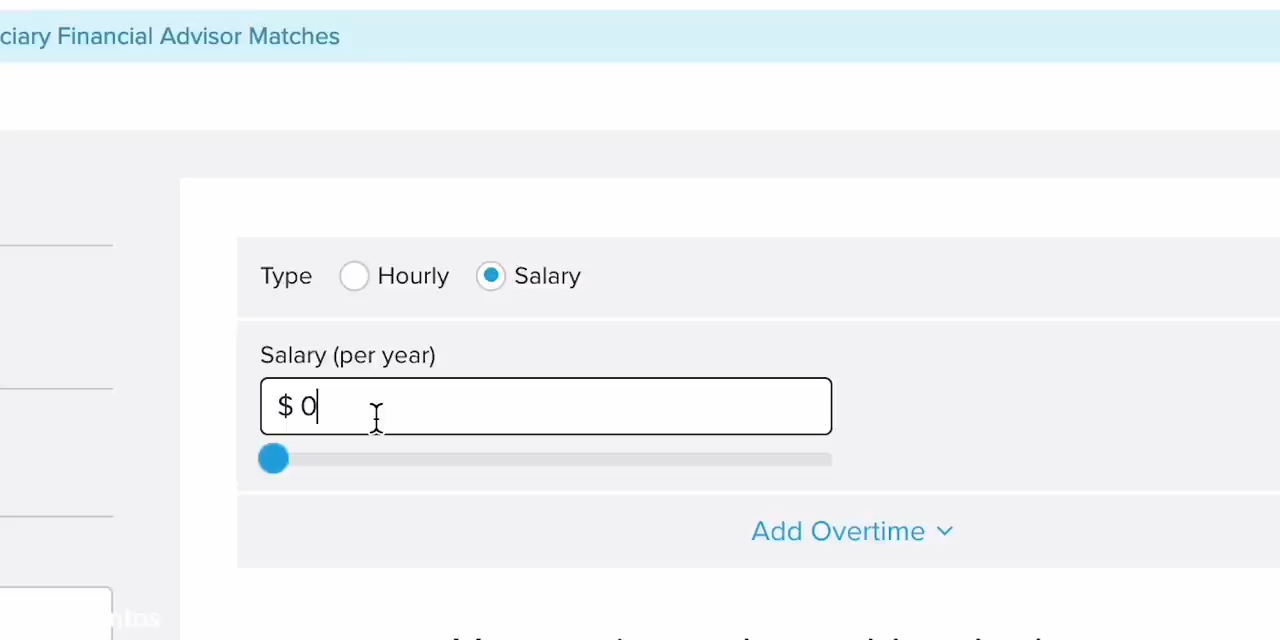 ciary Financial Advisor Matches
Type Hourly Salary
Salary (per year)
$ 0
Add Overtime